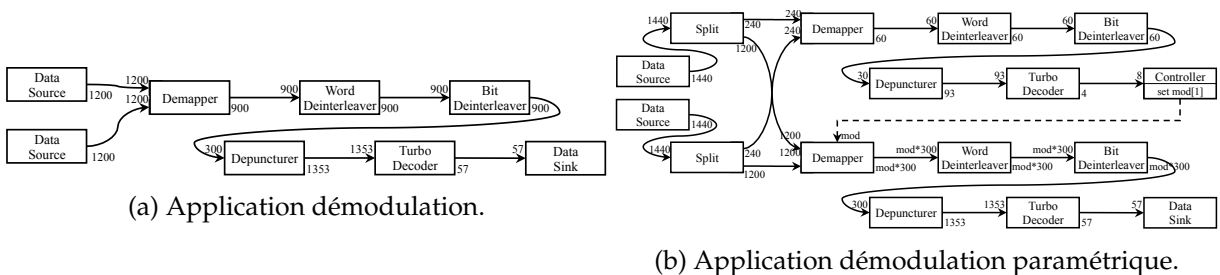 Data
Source
1200
Data
Source
1200
1200
1200
Demapper
900
900
Word
Deinterleaver
900
900
Bit
Deinterleaver
900
300
Depuncturer
1353
1353
Turbo
Decoder
57
57
Data
Sink
(a) Application démodulation.
1440
Split
240
1200
Data
Source
1440
Data
Source
1440
1440
Split
240
1200
240
240
Demapper
60
60
Word
Deinterleaver
60
60
Bit
Deinterleaver
60
30
Depuncturer
93
93
Turbo
Decoder
4
8
Controller
set mod[1]
mod
1200
1200
Demapper
mod*300
mod*300
Word
Deinterleaver
mod*300
mod*300
Bit
Deinterleaver
mod*300
300
Depuncturer
1353
1353
Turbo
Decoder
57
57
Data
Sink
(b) Application démodulation paramétrique.